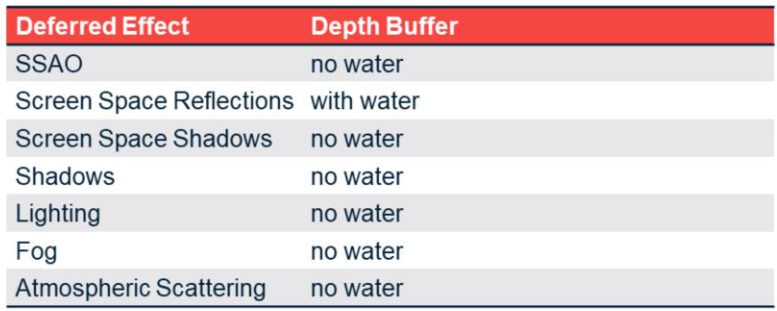 Deferred Effect Depth Buffer
SSAO no water
Screen Space Reflections with water
Screen Space Shadows no water
Shadows no water
Lighting no water
Fog no water
Atmospheric Scattering no water